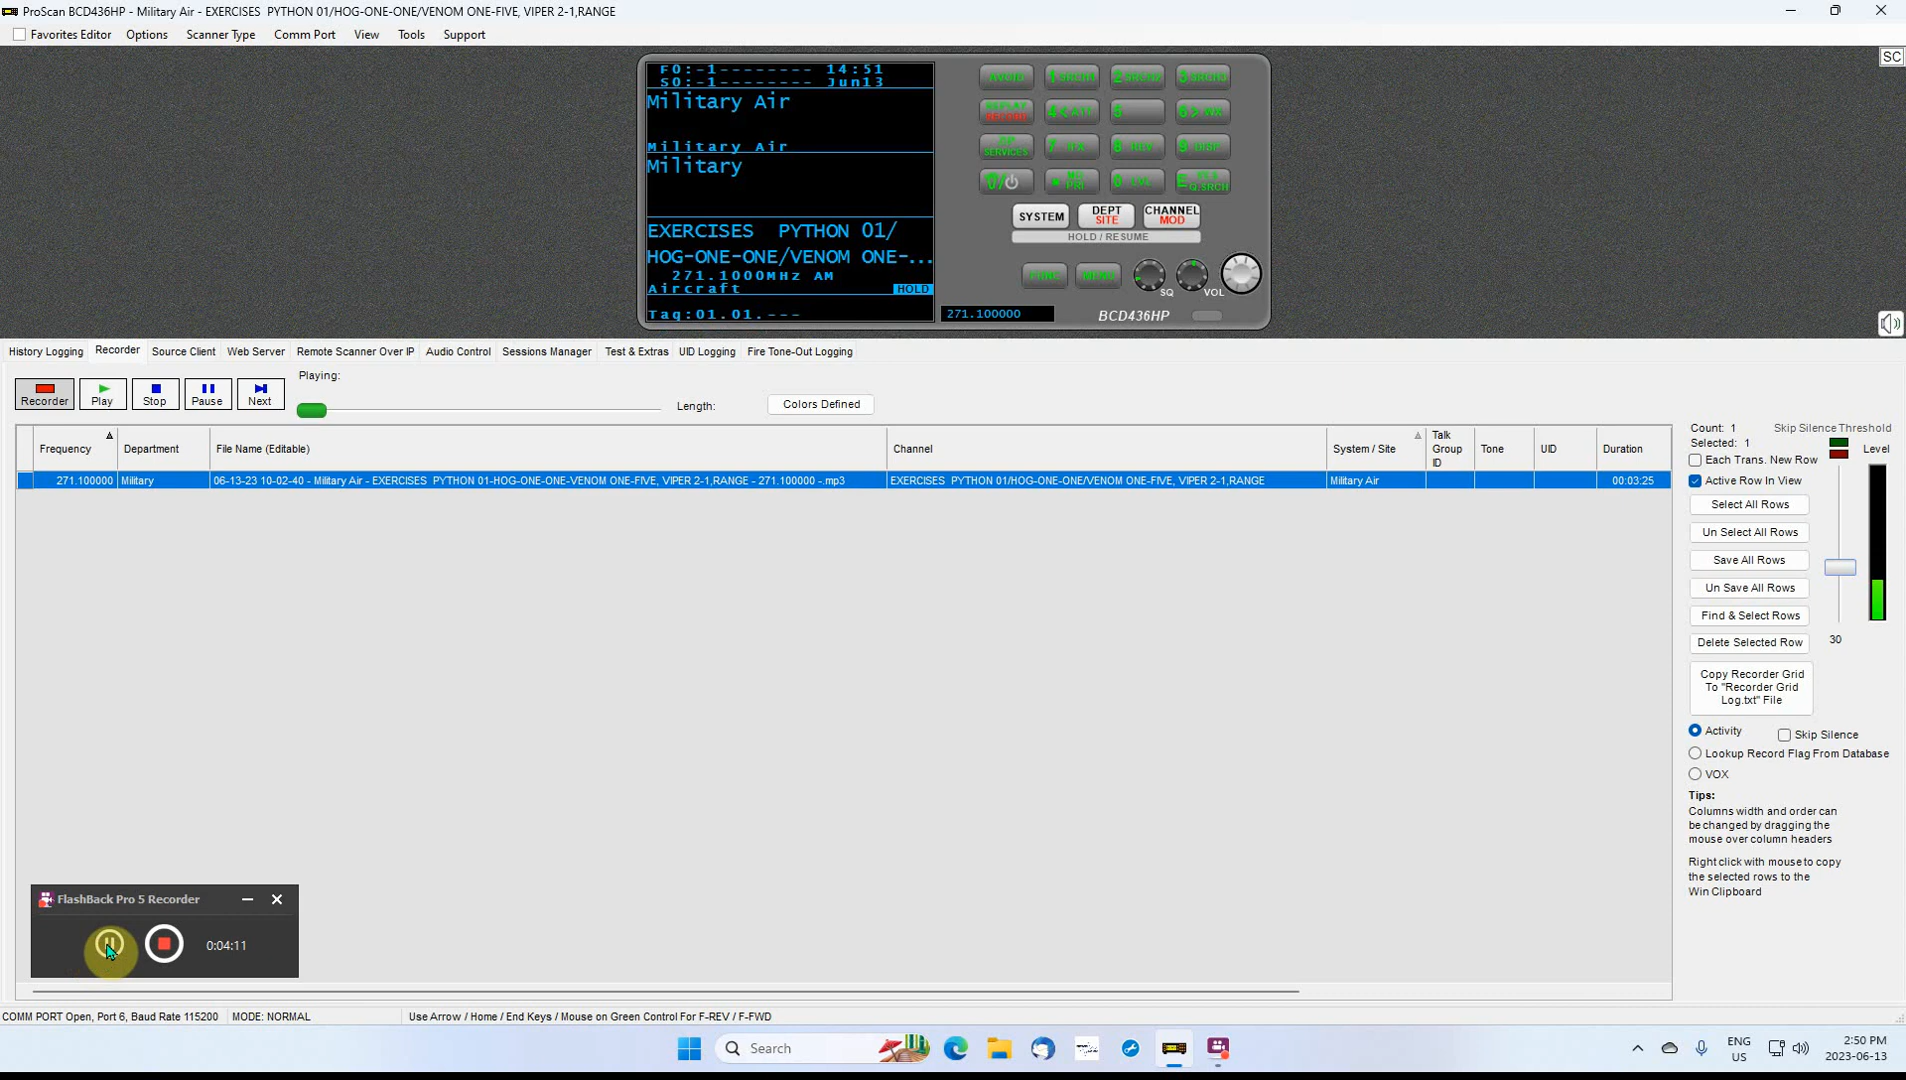 ProScan BCD436HP - Military Air - EXERCISES PYTHON 01/HOG-ONE-ONE/VENOM ONE-FIVE, VIPER 2-1,RANGE
Favorites Editor Options Scanner Type Comm Port View Tools Support
SC
F0:-1-------- 14:51
S0:-1-------- Jun13
Military Air
Military Air
Military
EXERCISES PYTHON 01/
HOG-ONE-ONE/VENOM ONE-...
271.1000MHz AM
Aircraft HOLD
Tag:01.01.---
AVOID
REPLAY
RECORD
SERVICES
PRI
Q.SRCH
SYSTEM
DEPT
SITE
CHANNEL
MOD
HOLD / RESUME
FUNC MENU
SQ VOL
271.100000 BCD436HP
History Logging Recorder Source Client Web Server Remote Scanner Over IP Audio Control Sessions Manager Test & Extras UID Logging Fire Tone-Out Logging
Recorder Play Stop Pause Next
Playing:
Length:
Colors Defined
Frequency Department File Name (Editable) Channel System / Site Talk Group ID Tone UID Duration
271.100000 Military 06-13-23 10-02-40 - Military Air - EXERCISES PYTHON 01-HOG-ONE-ONE-VENOM ONE-FIVE, VIPER 2-1,RANGE - 271.100000 -.mp3 EXERCISES PYTHON 01/HOG-ONE-ONE/VENOM ONE-FIVE, VIPER 2-1,RANGE Military Air 00:03:25
Count: 1 Skip Silence Threshold
Selected: 1
Level
Each Trans. New Row
Active Row In View
Select All Rows
Un Select All Rows
Save All Rows
Un Save All Rows
Find & Select Rows
Delete Selected Row
30
Copy Recorder Grid
To "Recorder Grid
Log.txt" File
Activity Skip Silence
Lookup Record Flag From Database
VOX
Tips:
Columns width and order can
be changed by dragging the
mouse over column headers
Right click with mouse to copy
the selected rows to the
Win Clipboard
FlashBack Pro 5 Recorder
0:04:11
COMM PORT Open, Port 6, Baud Rate 115200 MODE: NORMAL Use Arrow / Home / End Keys / Mouse on Green Control For F-REV / F-FWD
Search
ENG
US
2:50 PM
2023-06-13